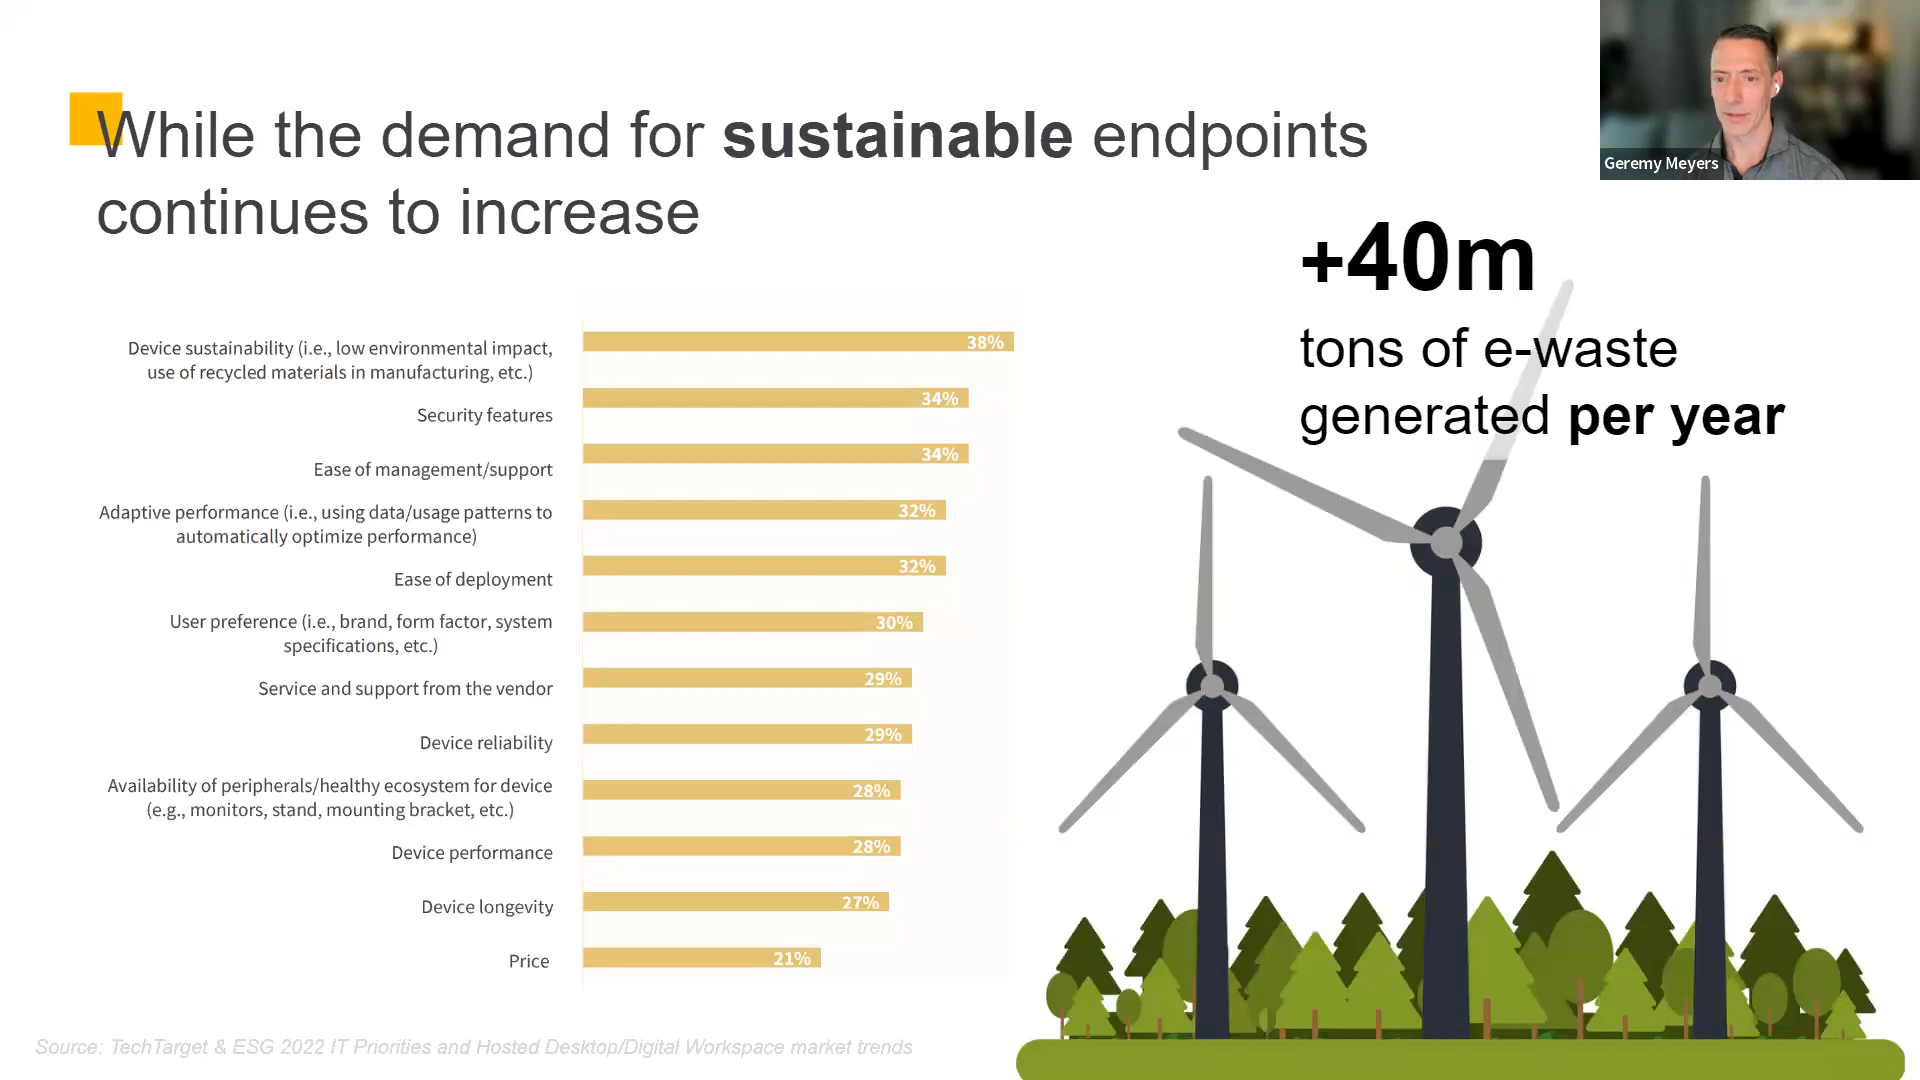 While the demand for sustainable endpoints
continues to increase
Geremy Meyers
+40m
tons of e-waste
generated per year
Device sustainability (i.e., low environmental impact,
use of recycled materials in manufacturing, etc.)
38%
Security features
34%
Ease of management/support
34%
Adaptive performance (i.e., using data/usage patterns to
automatically optimize performance)
32%
Ease of deployment
32%
User preference (i.e., brand, form factor, system
specifications, etc.)
30%
Service and support from the vendor
29%
Device reliability
29%
Availability of peripherals/healthy ecosystem for device
(e.g., monitors, stand, mounting bracket, etc.)
28%
Device performance
28%
Device longevity
27%
Price
21%
Source: TechTarget & ESG 2022 IT Priorities and Hosted Desktop/Digital Workspace market trends